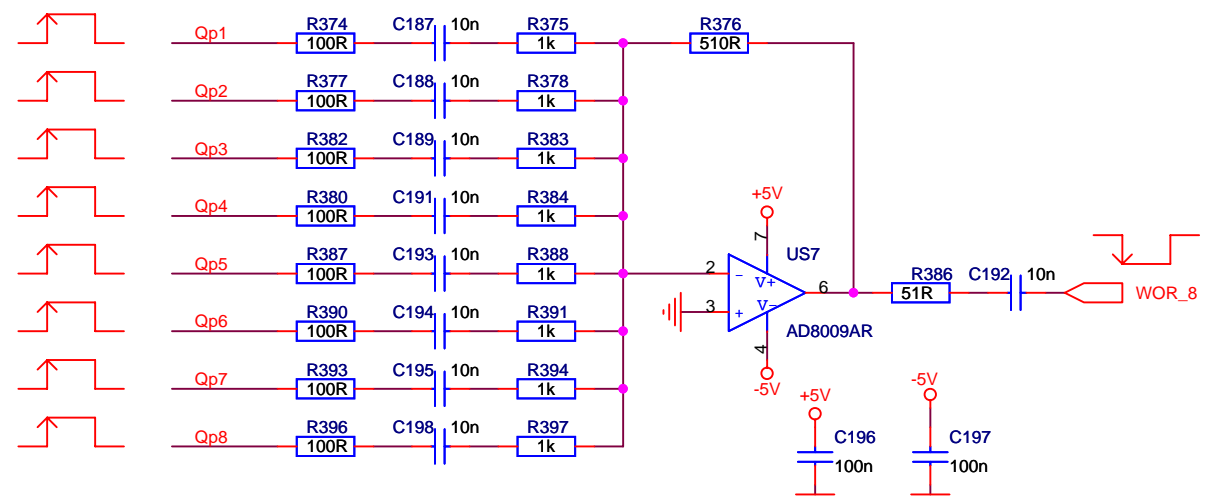 R374 C187 10n R375 R376
Qp1 100R 1k 510R
R377 C188 10n R378
Qp2 100R 1k
R382 C189 10n R383
Qp3 100R 1k
R380 C191 10n R384
Qp4 100R 1k
+5V
7
R387 C193 10n R388 US7
Qp5 100R 1k 2 − V+
6 R386 C192 10n
51R WOR_8
R390 C194 10n R391 3 + V−
Qp6 100R 1k AD8009AR
4
R393 C195 10n R394
Qp7 100R 1k -5V
+5V -5V
R396 C198 10n R397 C196 C197
Qp8 100R 1k 100n 100n